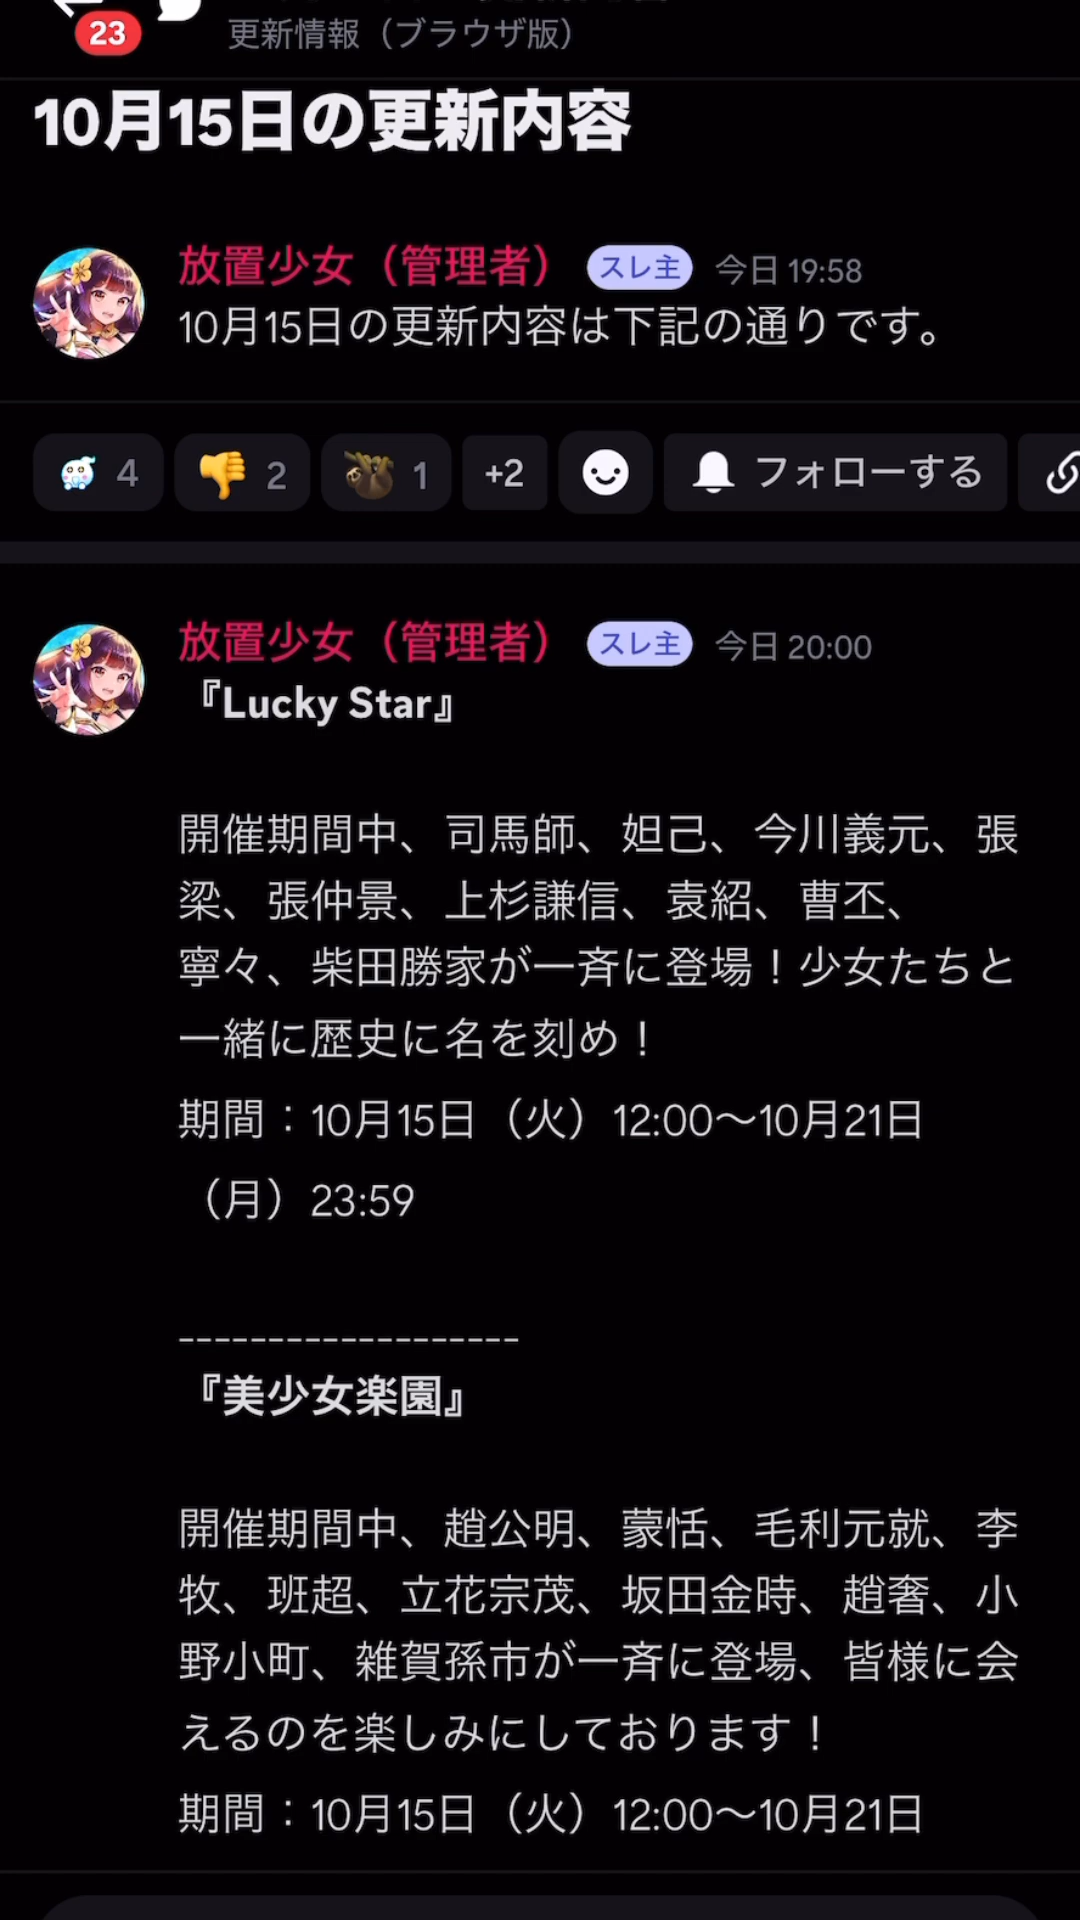 23
更新情報（ブラウザ版）
10月15日の更新内容
放置少女（管理者） スレ主 今日 19:58
10月15日の更新内容は下記の通りです。
4 2 1 +2 フォローする
放置少女（管理者） スレ主 今日 20:00
『Lucky Star』
開催期間中、司馬師、妲己、今川義元、張
梁、張仲景、上杉謙信、袁紹、曹丕、
寧々、柴田勝家が一斉に登場！少女たちと
一緒に歴史に名を刻め！
期間：10月15日（火）12:00〜10月21日
（月）23:59
-------------------
『美少女楽園』
開催期間中、趙公明、蒙恬、毛利元就、李
牧、班超、立花宗茂、坂田金時、趙奢、小
野小町、雑賀孫市が一斉に登場、皆様に会
えるのを楽しみにしております！
期間：10月15日（火）12:00〜10月21日